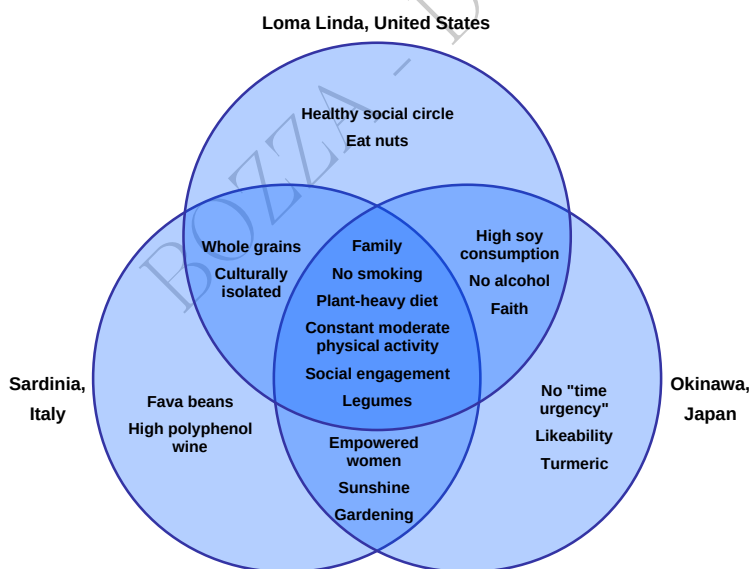 Loma Linda, United States
Healthy social circle
Eat nuts
Whole grains
Culturally
isolated
Family
No smoking
Plant-heavy diet
Constant moderate
physical activity
Social engagement
Legumes
High soy
consumption
No alcohol
Faith
Sardinia,
Italy
Fava beans
High polyphenol
wine
Empowered
women
Sunshine
Gardening
No "time
urgency"
Likeability
Turmeric
Okinawa,
Japan
BOZZA -